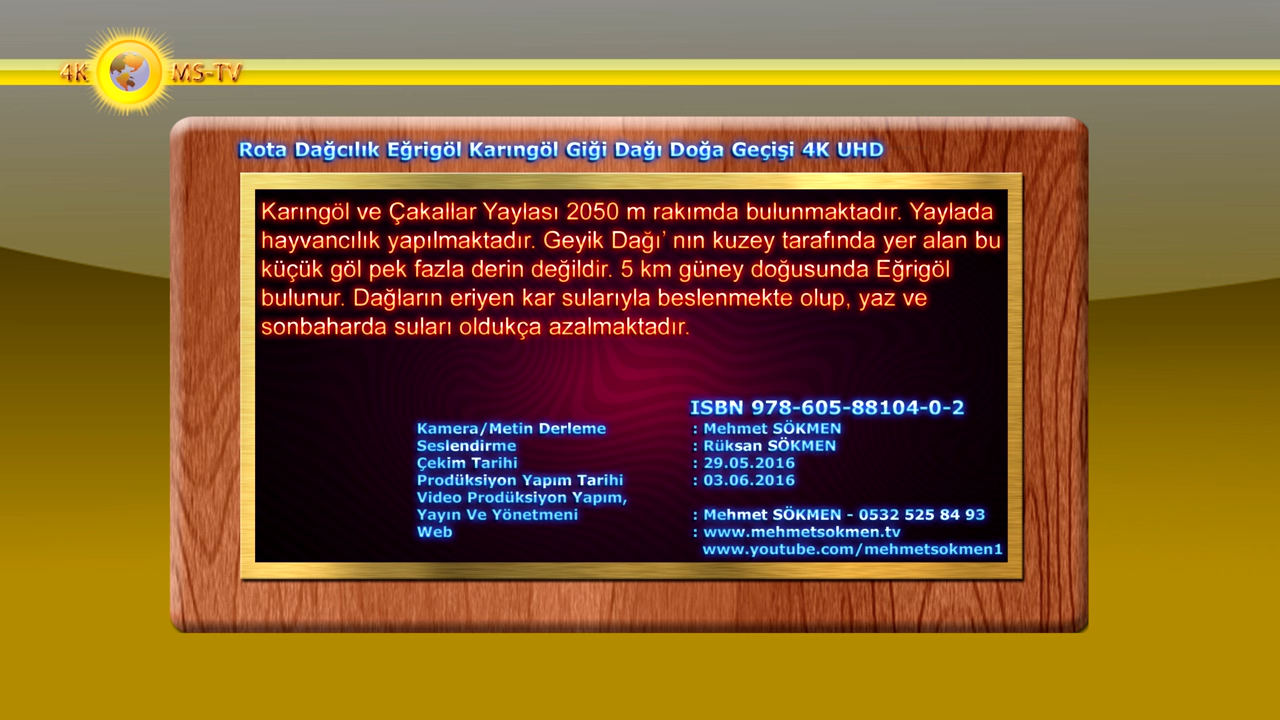 4K MS-TV
Rota Dağcılık Eğrigöl Karıngöl Giği Dağı Doğa Geçişi 4K UHD
Karıngöl ve Çakallar Yaylası 2050 m rakımda bulunmaktadır. Yaylada
hayvancılık yapılmaktadır. Geyik Dağı’ nın kuzey tarafında yer alan bu
küçük göl pek fazla derin değildir. 5 km güney doğusunda Eğrigöl
bulunur. Dağların eriyen kar sularıyla beslenmekte olup, yaz ve
sonbaharda suları oldukça azalmaktadır.
ISBN 978-605-88104-0-2
Kamera/Metin Derleme : Mehmet SÖKMEN
Seslendirme : Rüksan SÖKMEN
Çekim Tarihi : 29.05.2016
Prodüksiyon Yapım Tarihi : 03.06.2016
Video Prodüksiyon Yapım,
Yayın Ve Yönetmeni : Mehmet SÖKMEN - 0532 525 84 93
Web : www.mehmetsokmen.tv
www.youtube.com/mehmetsokmen1